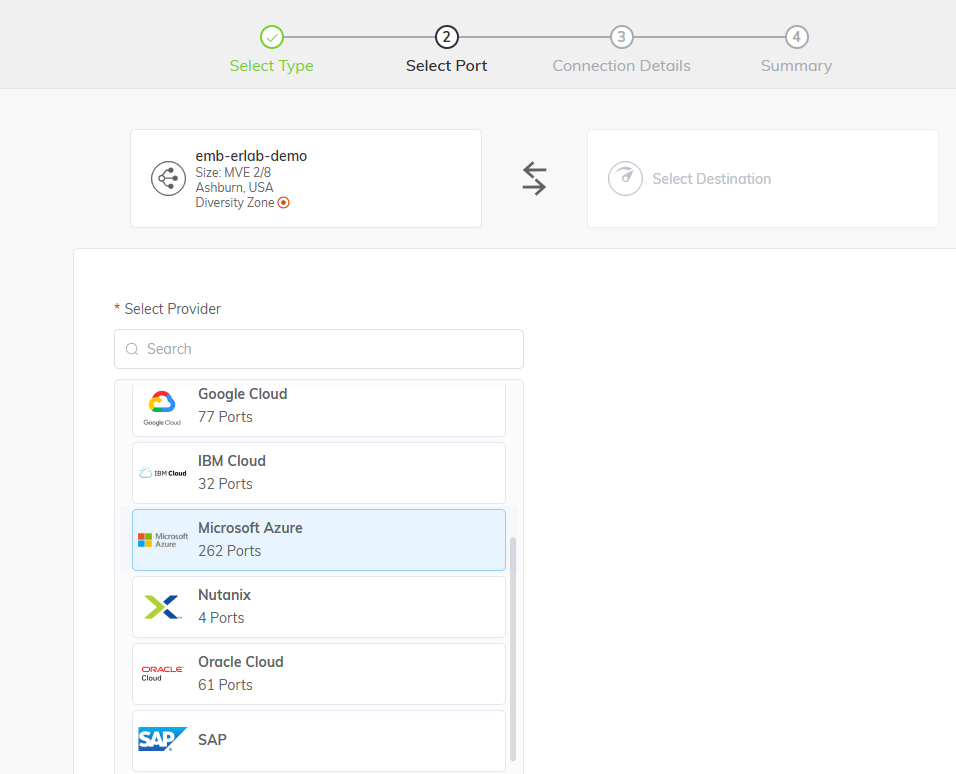 2
3
4
Select Type
Select Port
Connection Details
Summary
emb-erlab-demo
Size: MVE 2/8
Ashburn, USA
Diversity Zone
Select Destination
* Select Provider
Search
Google Cloud
Google Cloud
77 Ports
IBM Cloud
IBM Cloud
32 Ports
Microsoft Azure
Microsoft
Azure
262 Ports
Nutanix
4 Ports
ORACLE
Cloud
Oracle Cloud
61 Ports
SAP
SAP